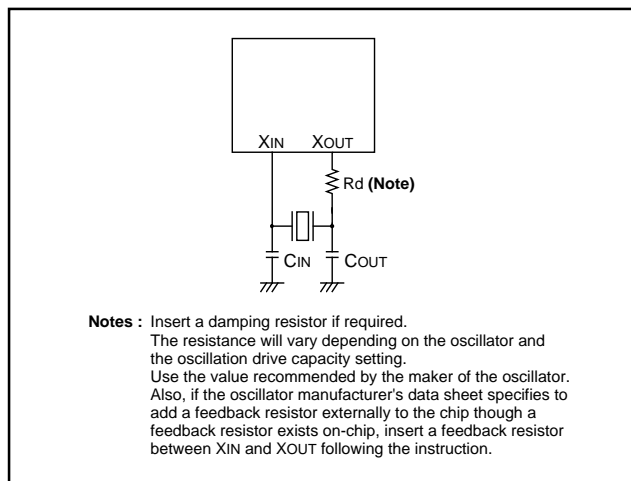 XIN XOUT
Rd (Note)
CIN COUT
Notes : Insert a damping resistor if required.
The resistance will vary depending on the oscillator and
the oscillation drive capacity setting.
Use the value recommended by the maker of the oscillator.
Also, if the oscillator manufacturer's data sheet specifies to
add a feedback resistor externally to the chip though a
feedback resistor exists on-chip, insert a feedback resistor
between XIN and XOUT following the instruction.